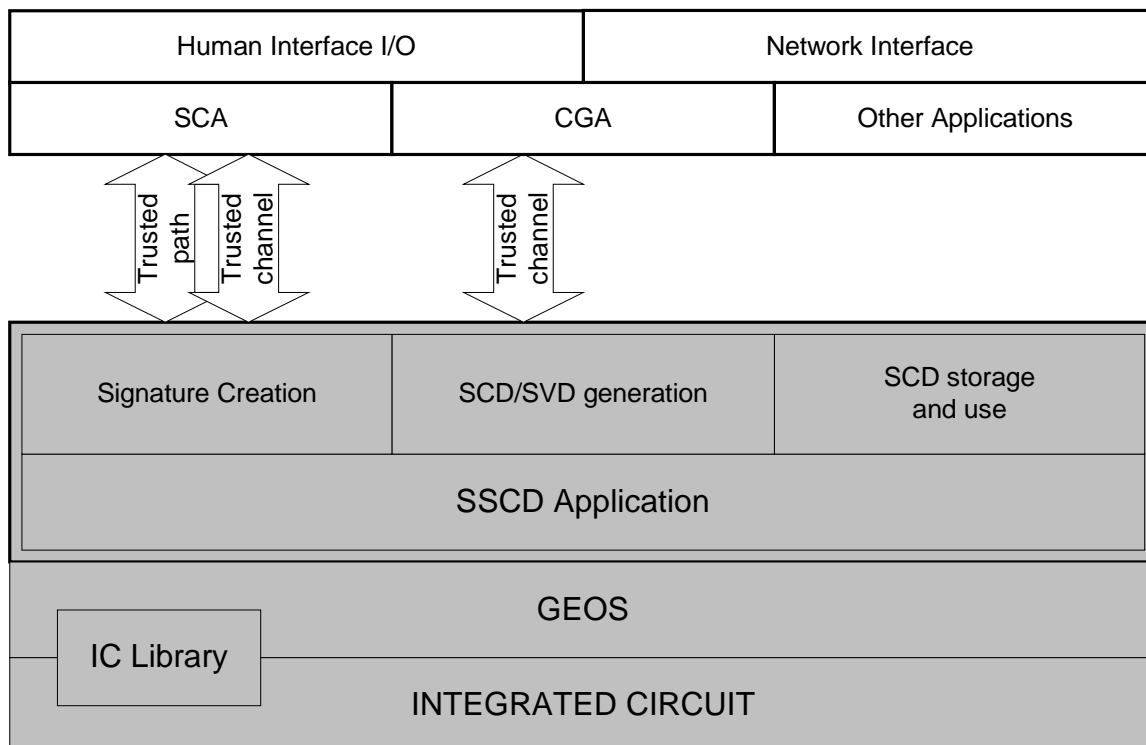 Human Interface I/O
Network Interface
SCA
CGA
Other Applications
Trusted
path
Trusted
channel
Trusted
channel
Signature Creation
SCD/SVD generation
SCD storage
and use
SSCD Application
GEOS
IC Library
INTEGRATED CIRCUIT